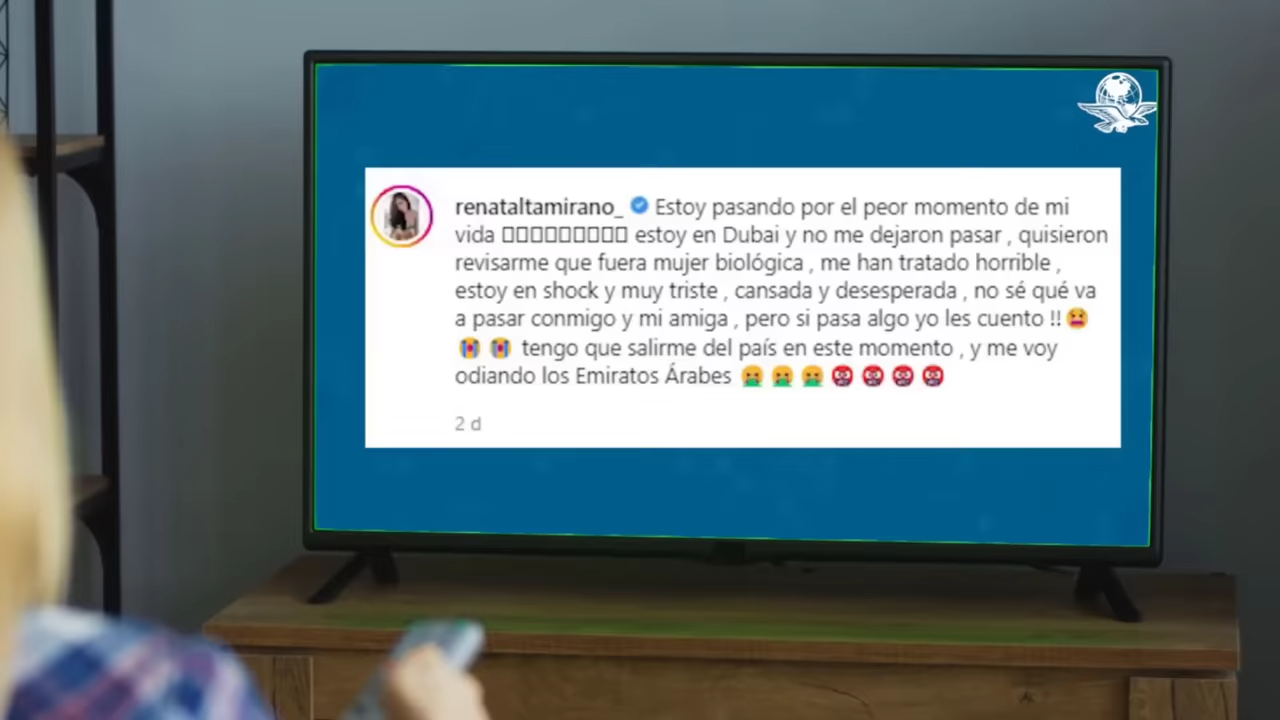 renataltamirano_ Estoy pasando por el peor momento de mi
vida □□□□□□□□□ estoy en Dubai y no me dejaron pasar , quisieron
revisarme que fuera mujer biológica , me han tratado horrible ,
estoy en shock y muy triste , cansada y desesperada , no sé qué va
a pasar conmigo y mi amiga , pero si pasa algo yo les cuento !! 😫
😭 😭 tengo que salirme del país en este momento , y me voy
odiando los Emiratos Árabes 🤮 🤮 🤮 👹 👹 👹 👹
2 d